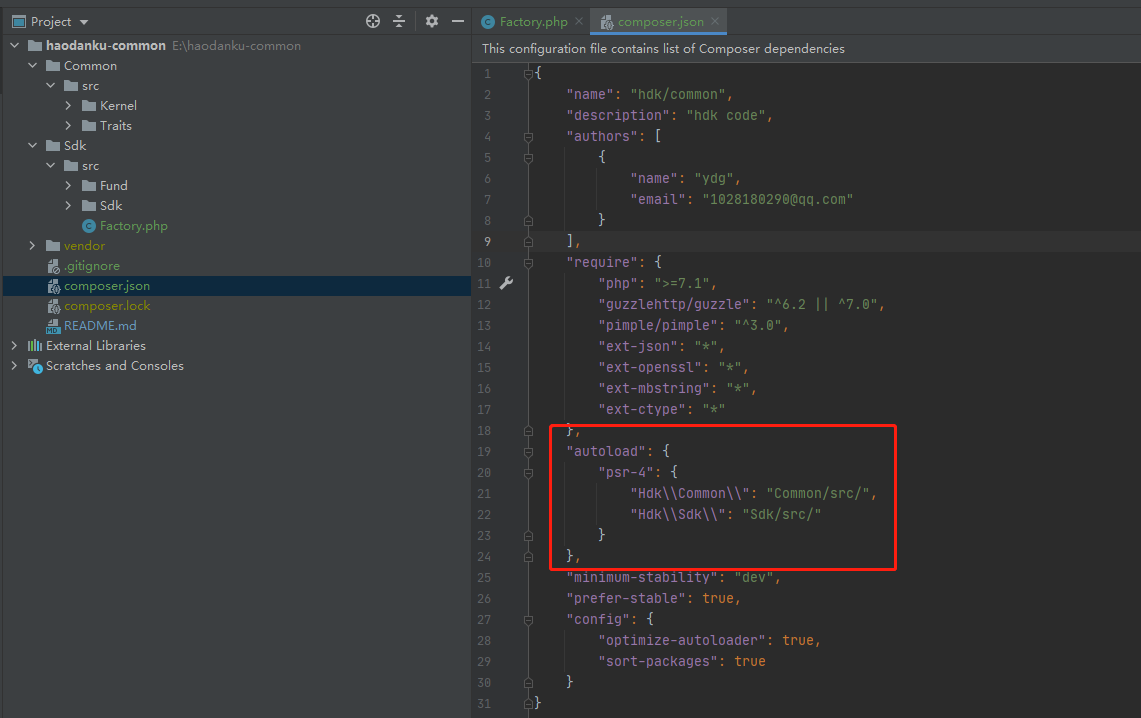 Project
haodanku-common E:\haodanku-common
Common
src
Kernel
Traits
Sdk
src
Fund
Sdk
Factory.php
vendor
.gitignore
composer.json
composer.lock
README.md
External Libraries
Scratches and Consoles
Factory.php
composer.json
This configuration file contains list of Composer dependencies
1 {
2 "name": "hdk/common",
3 "description": "hdk code",
4 "authors": [
5 {
6 "name": "ydg",
7 "email": "1028180290@qq.com"
8 }
9 ],
10 "require": {
11 "php": ">=7.1",
12 "guzzlehttp/guzzle": "^6.2 || ^7.0",
13 "pimple/pimple": "^3.0",
14 "ext-json": "*",
15 "ext-openssl": "*",
16 "ext-mbstring": "*",
17 "ext-ctype": "*"
18 },
19 "autoload": {
20 "psr-4": {
21 "Hdk\\Common\\": "Common/src/",
22 "Hdk\\Sdk\\": "Sdk/src/"
23 }
24 },
25 "minimum-stability": "dev",
26 "prefer-stable": true,
27 "config": {
28 "optimize-autoloader": true,
29 "sort-packages": true
30 }
31 }